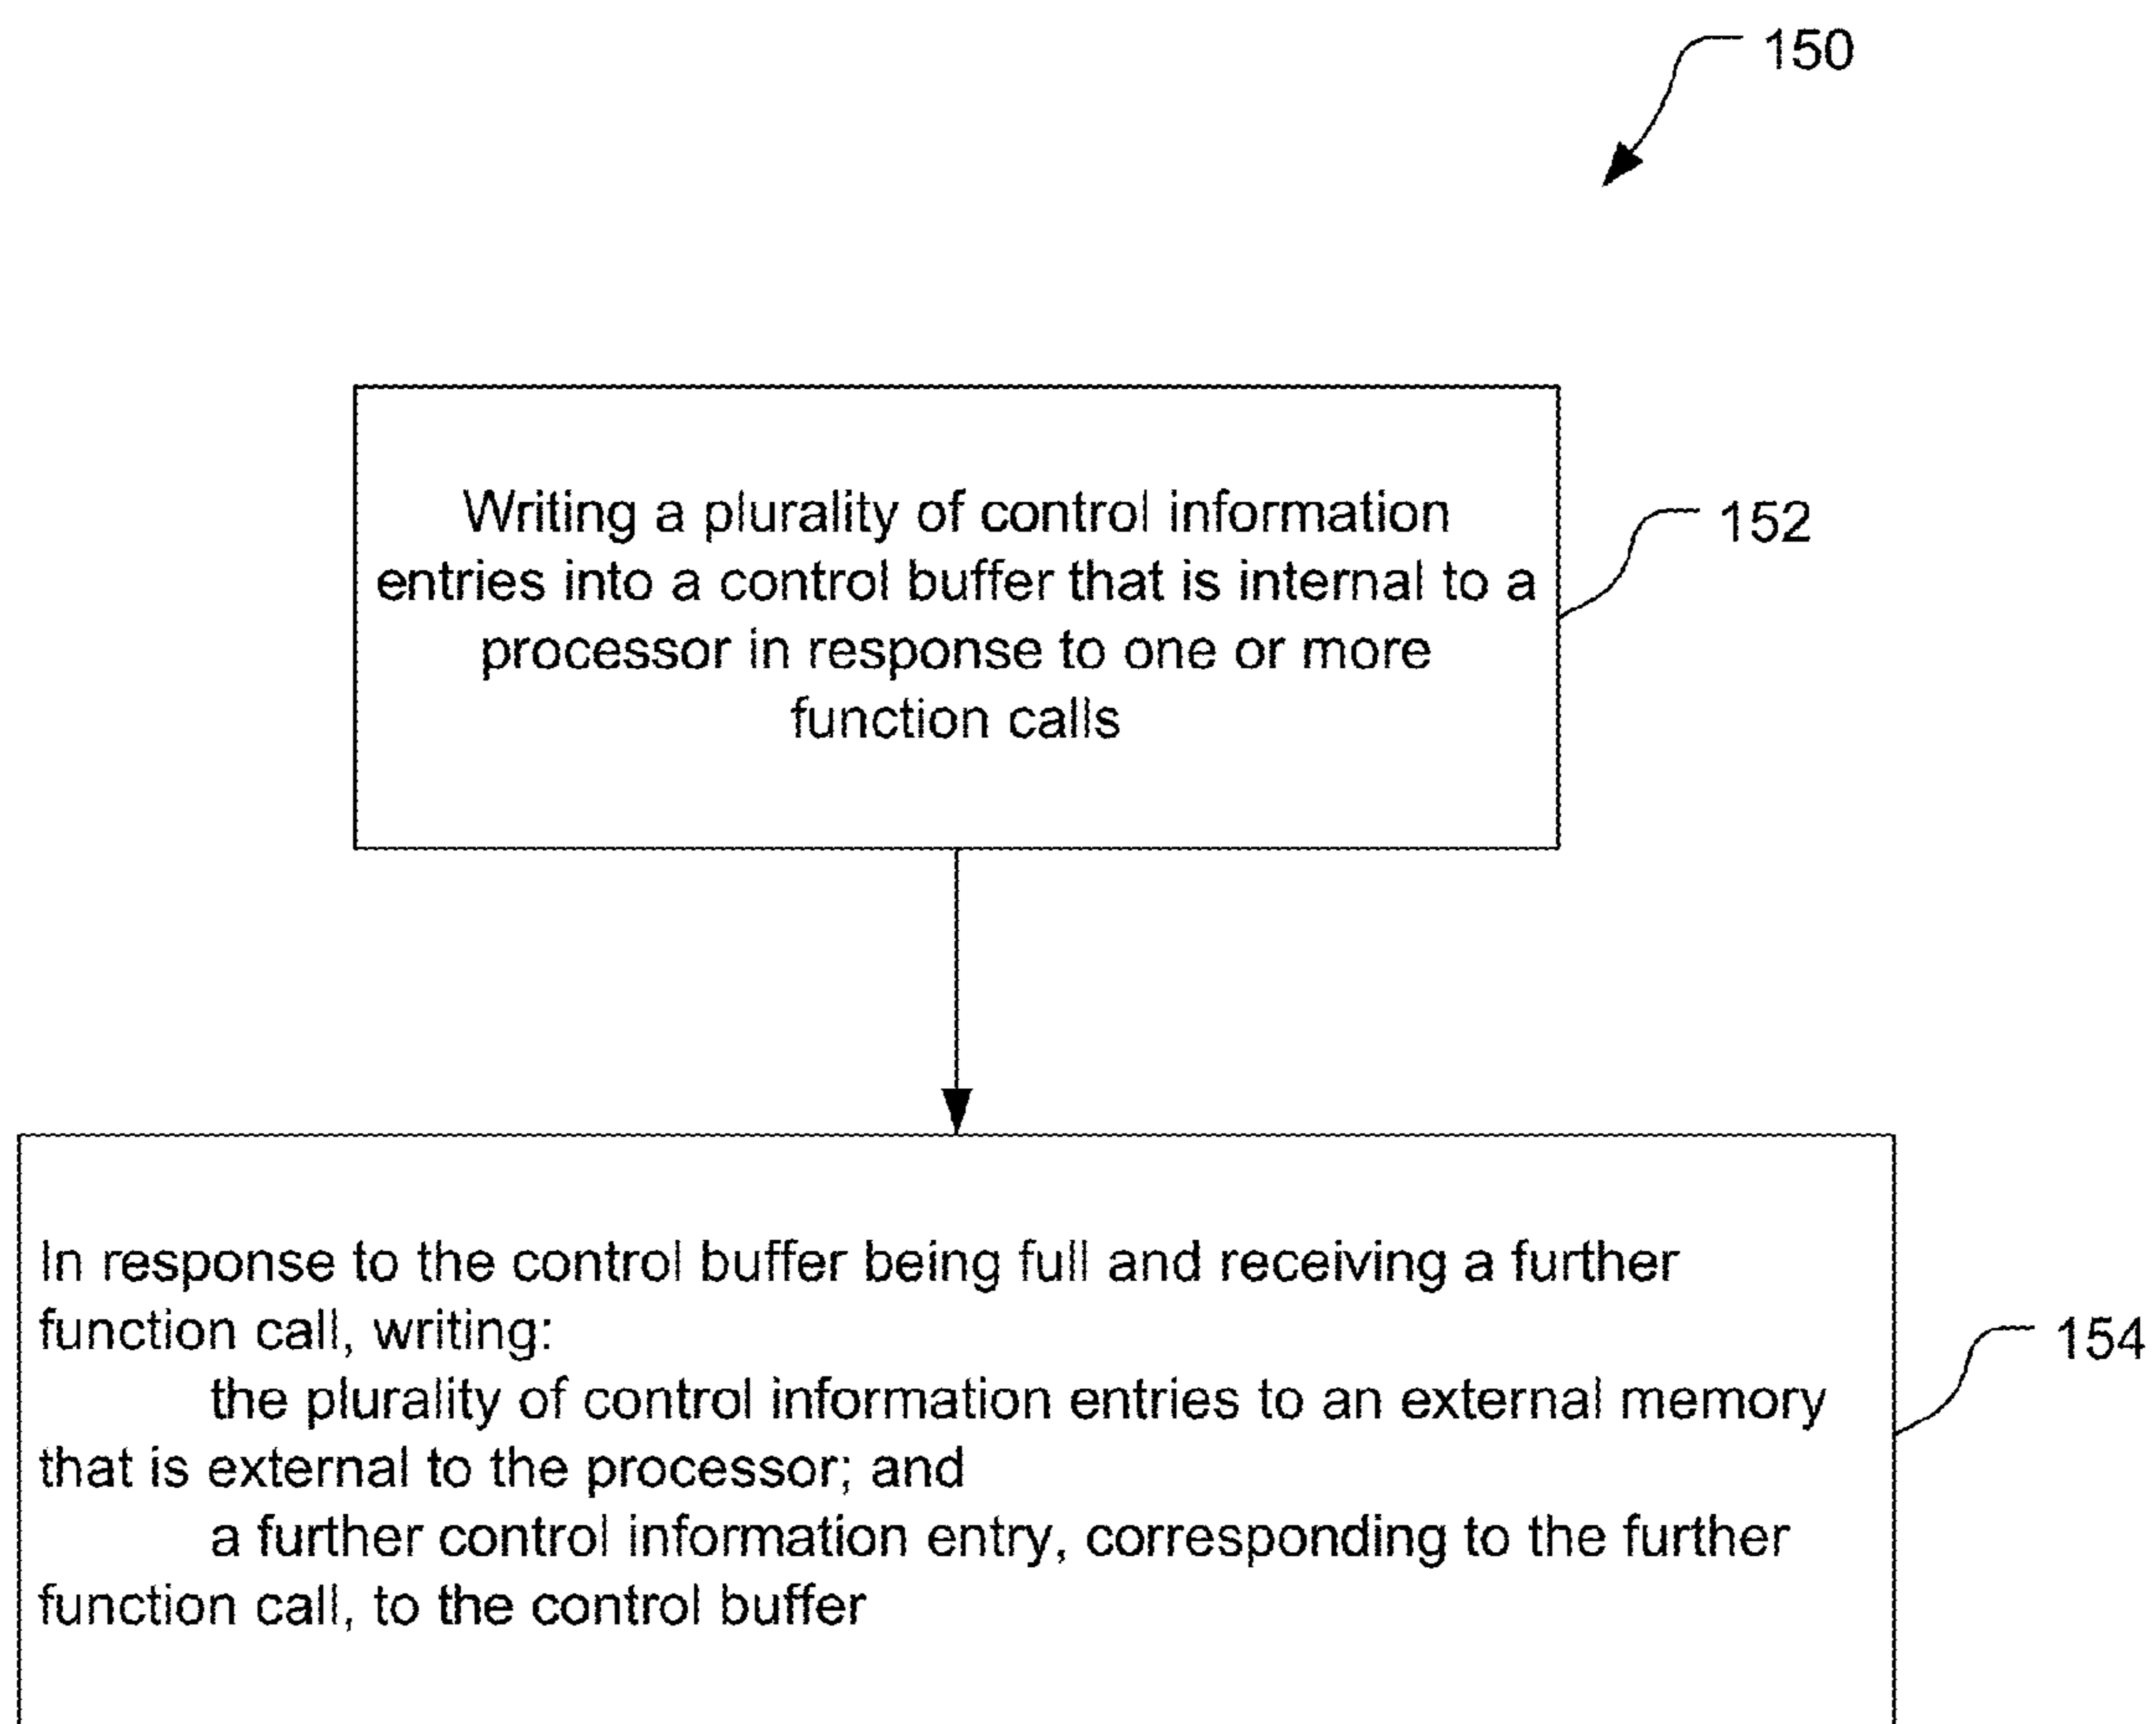 150
Writing a plurality of control information
entries into a control buffer that is internal to a
processor in response to one or more
function calls
152
In response to the control buffer being full and receiving a further
function call, writing:
the plurality of control information entries to an external memory
that is external to the processor; and
a further control information entry, corresponding to the further
function call, to the control buffer
154